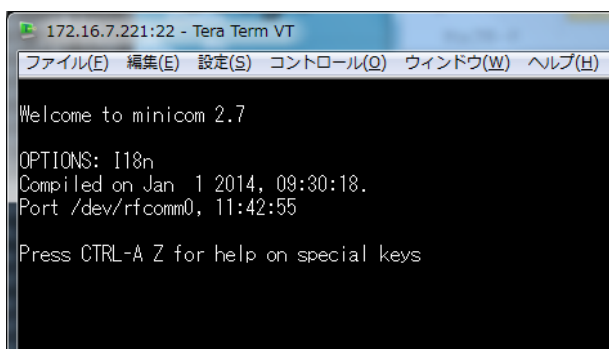 172.16.7.221:22 - Tera Term VT
ファイル(F) 編集(E) 設定(S) コントロール(O) ウィンドウ(W) ヘルプ(H)
Welcome to minicom 2.7
OPTIONS: I18n
Compiled on Jan  1 2014, 09:30:18.
Port /dev/rfcomm0, 11:42:55
Press CTRL-A Z for help on special keys